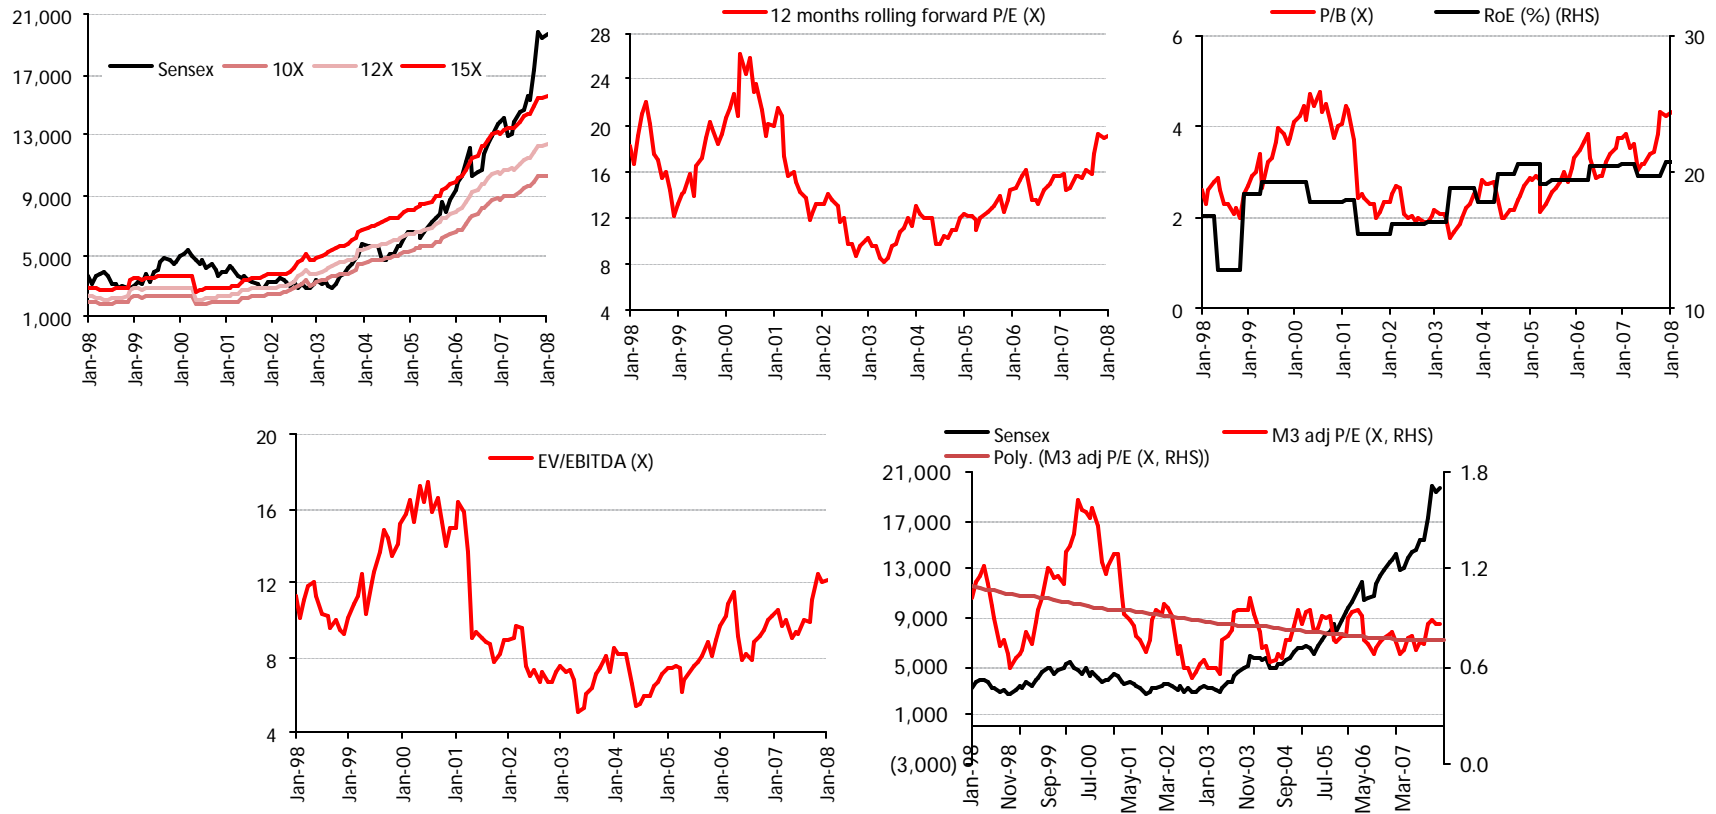 21,000
17,000
13,000
9,000
5,000
1,000
Sensex 10X 12X 15X
Jan-98 Jan-99 Jan-00 Jan-01 Jan-02 Jan-03 Jan-04 Jan-05 Jan-06 Jan-07 Jan-08
12 months rolling forward P/E (X)
28
24
20
16
12
8
4
Jan-98 Jan-99 Jan-00 Jan-01 Jan-02 Jan-03 Jan-04 Jan-05 Jan-06 Jan-07 Jan-08
P/B (X) RoE (%) (RHS)
6 30
4
20
2
0 10
Jan-98 Jan-99 Jan-00 Jan-01 Jan-02 Jan-03 Jan-04 Jan-05 Jan-06 Jan-07 Jan-08
20
EV/EBITDA (X)
16
12
8
4
Jan-98 Jan-99 Jan-00 Jan-01 Jan-02 Jan-03 Jan-04 Jan-05 Jan-06 Jan-07 Jan-08
Sensex M3 adj P/E (X, RHS)
Poly. (M3 adj P/E (X, RHS))
21,000 1.8
17,000
13,000 1.2
9,000
5,000 0.6
1,000
(3,000) 0.0
Jan-98 Nov-98 Sep-99 Jul-00 May-01 Mar-02 Jan-03 Nov-03 Sep-04 Jul-05 May-06 Mar-07